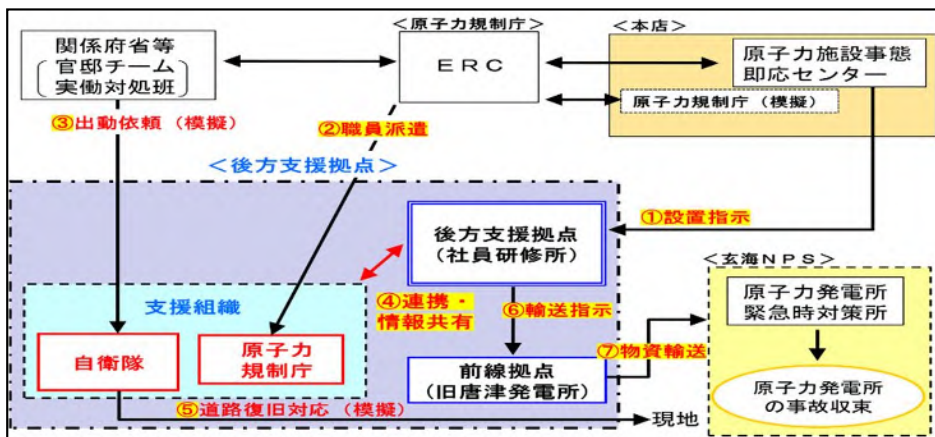 ＜原子力規制庁＞
＜本店＞
関係府省等
官邸チーム
実働対処班
ＥＲＣ
原子力施設事態
即応センター
原子力規制庁（模擬）
③出動依頼（模擬）
②職員派遣
＜後方支援拠点＞
①設置指示
後方支援拠点
（社員研修所）
＜玄海ＮＰＳ＞
支援組織
④連携・
情報共有
⑥輸送指示
原子力発電所
緊急時対策所
自衛隊
原子力
規制庁
⑦物資輸送
前線拠点
（旧唐津発電所）
原子力発電所
の事故収束
⑤道路復旧対応（模擬）
現地